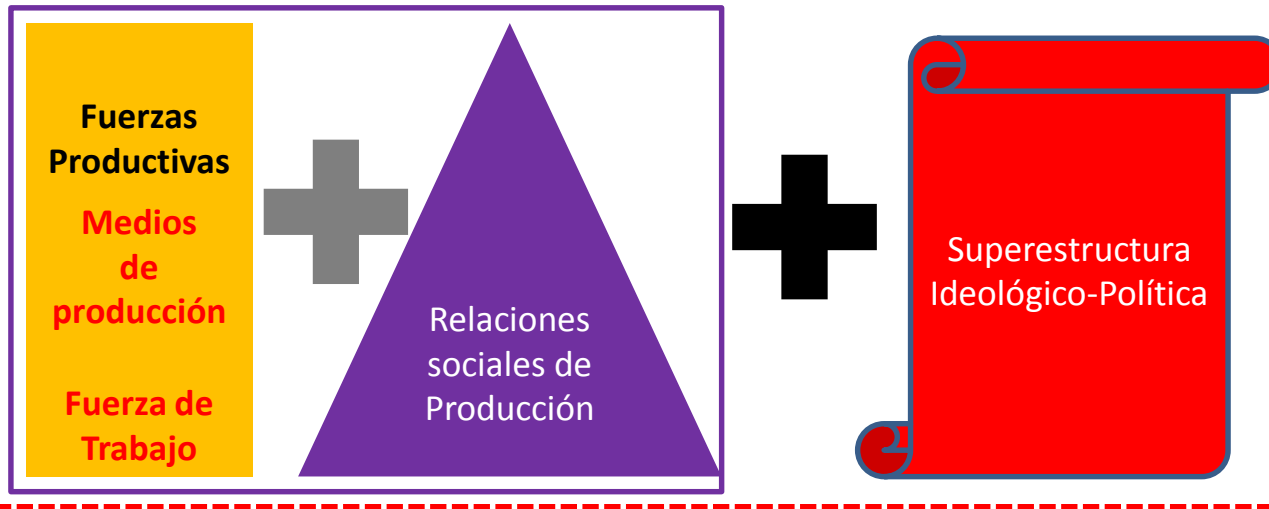 Fuerzas
Productivas
Medios
de
producción
Fuerza de
Trabajo
Relaciones
sociales de
Producción
Superestructura
Ideológico-Política